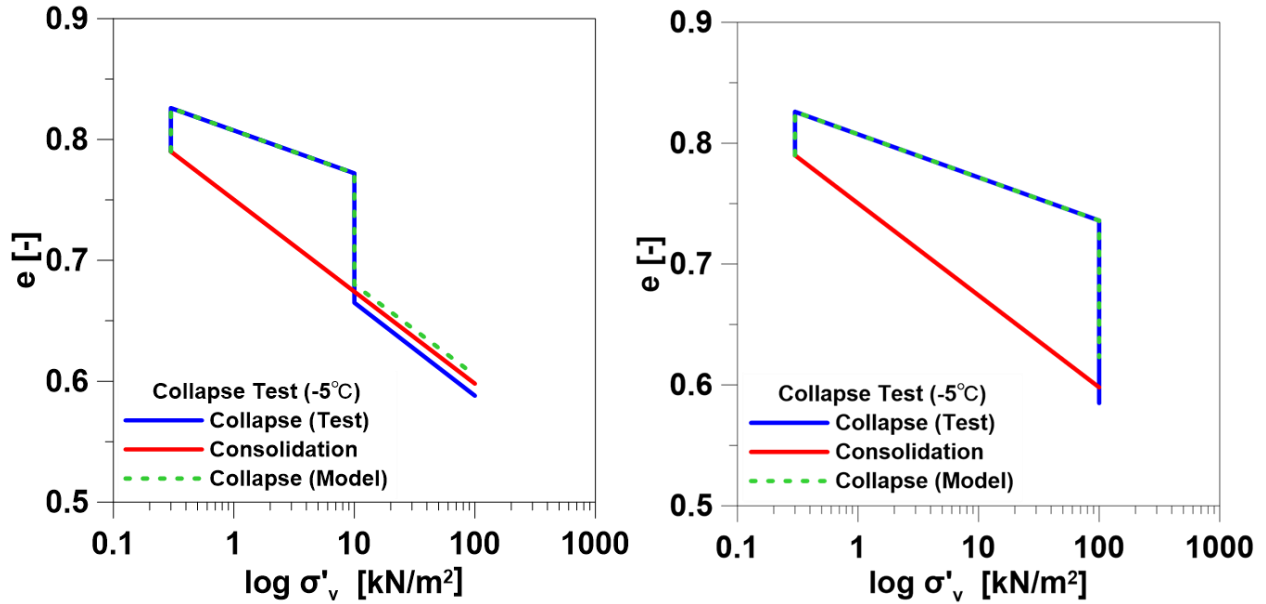 0.9
0.8
0.7
0.6
0.5
e [-]
Collapse Test (-5℃)
Collapse (Test)
Consolidation
Collapse (Model)
0.1 1 10 100 1000
log σ'v [kN/m²]
0.9
0.8
0.7
0.6
0.5
e [-]
Collapse Test (-5℃)
Collapse (Test)
Consolidation
Collapse (Model)
0.1 1 10 100 1000
log σ'v [kN/m²]